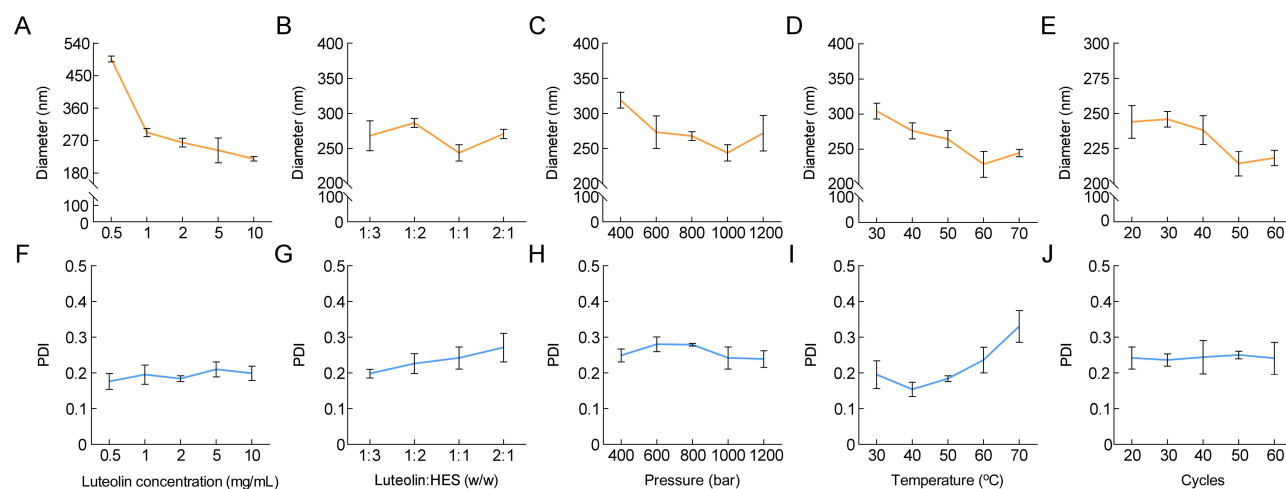 A
B
C
D
E
540
450
360
270
180
100
0
Diameter (nm)
0.5 1 2 5 10
400
350
300
250
200
100
0
Diameter (nm)
1:3 1:2 1:1 2:1
400
350
300
250
200
100
0
Diameter (nm)
400 600 800 1000 1200
400
350
300
250
200
100
0
Diameter (nm)
30 40 50 60 70
300
275
250
225
200
100
0
Diameter (nm)
20 30 40 50 60
F
G
H
I
J
0.5
0.4
0.3
0.2
0.1
0
PDI
0.5 1 2 5 10
Luteolin concentration (mg/mL)
0.5
0.4
0.3
0.2
0.1
0
PDI
1:3 1:2 1:1 2:1
Luteolin:HES (w/w)
0.5
0.4
0.3
0.2
0.1
0
PDI
400 600 800 1000 1200
Pressure (bar)
0.5
0.4
0.3
0.2
0.1
0
PDI
30 40 50 60 70
Temperature (ºC)
0.5
0.4
0.3
0.2
0.1
0
PDI
20 30 40 50 60
Cycles